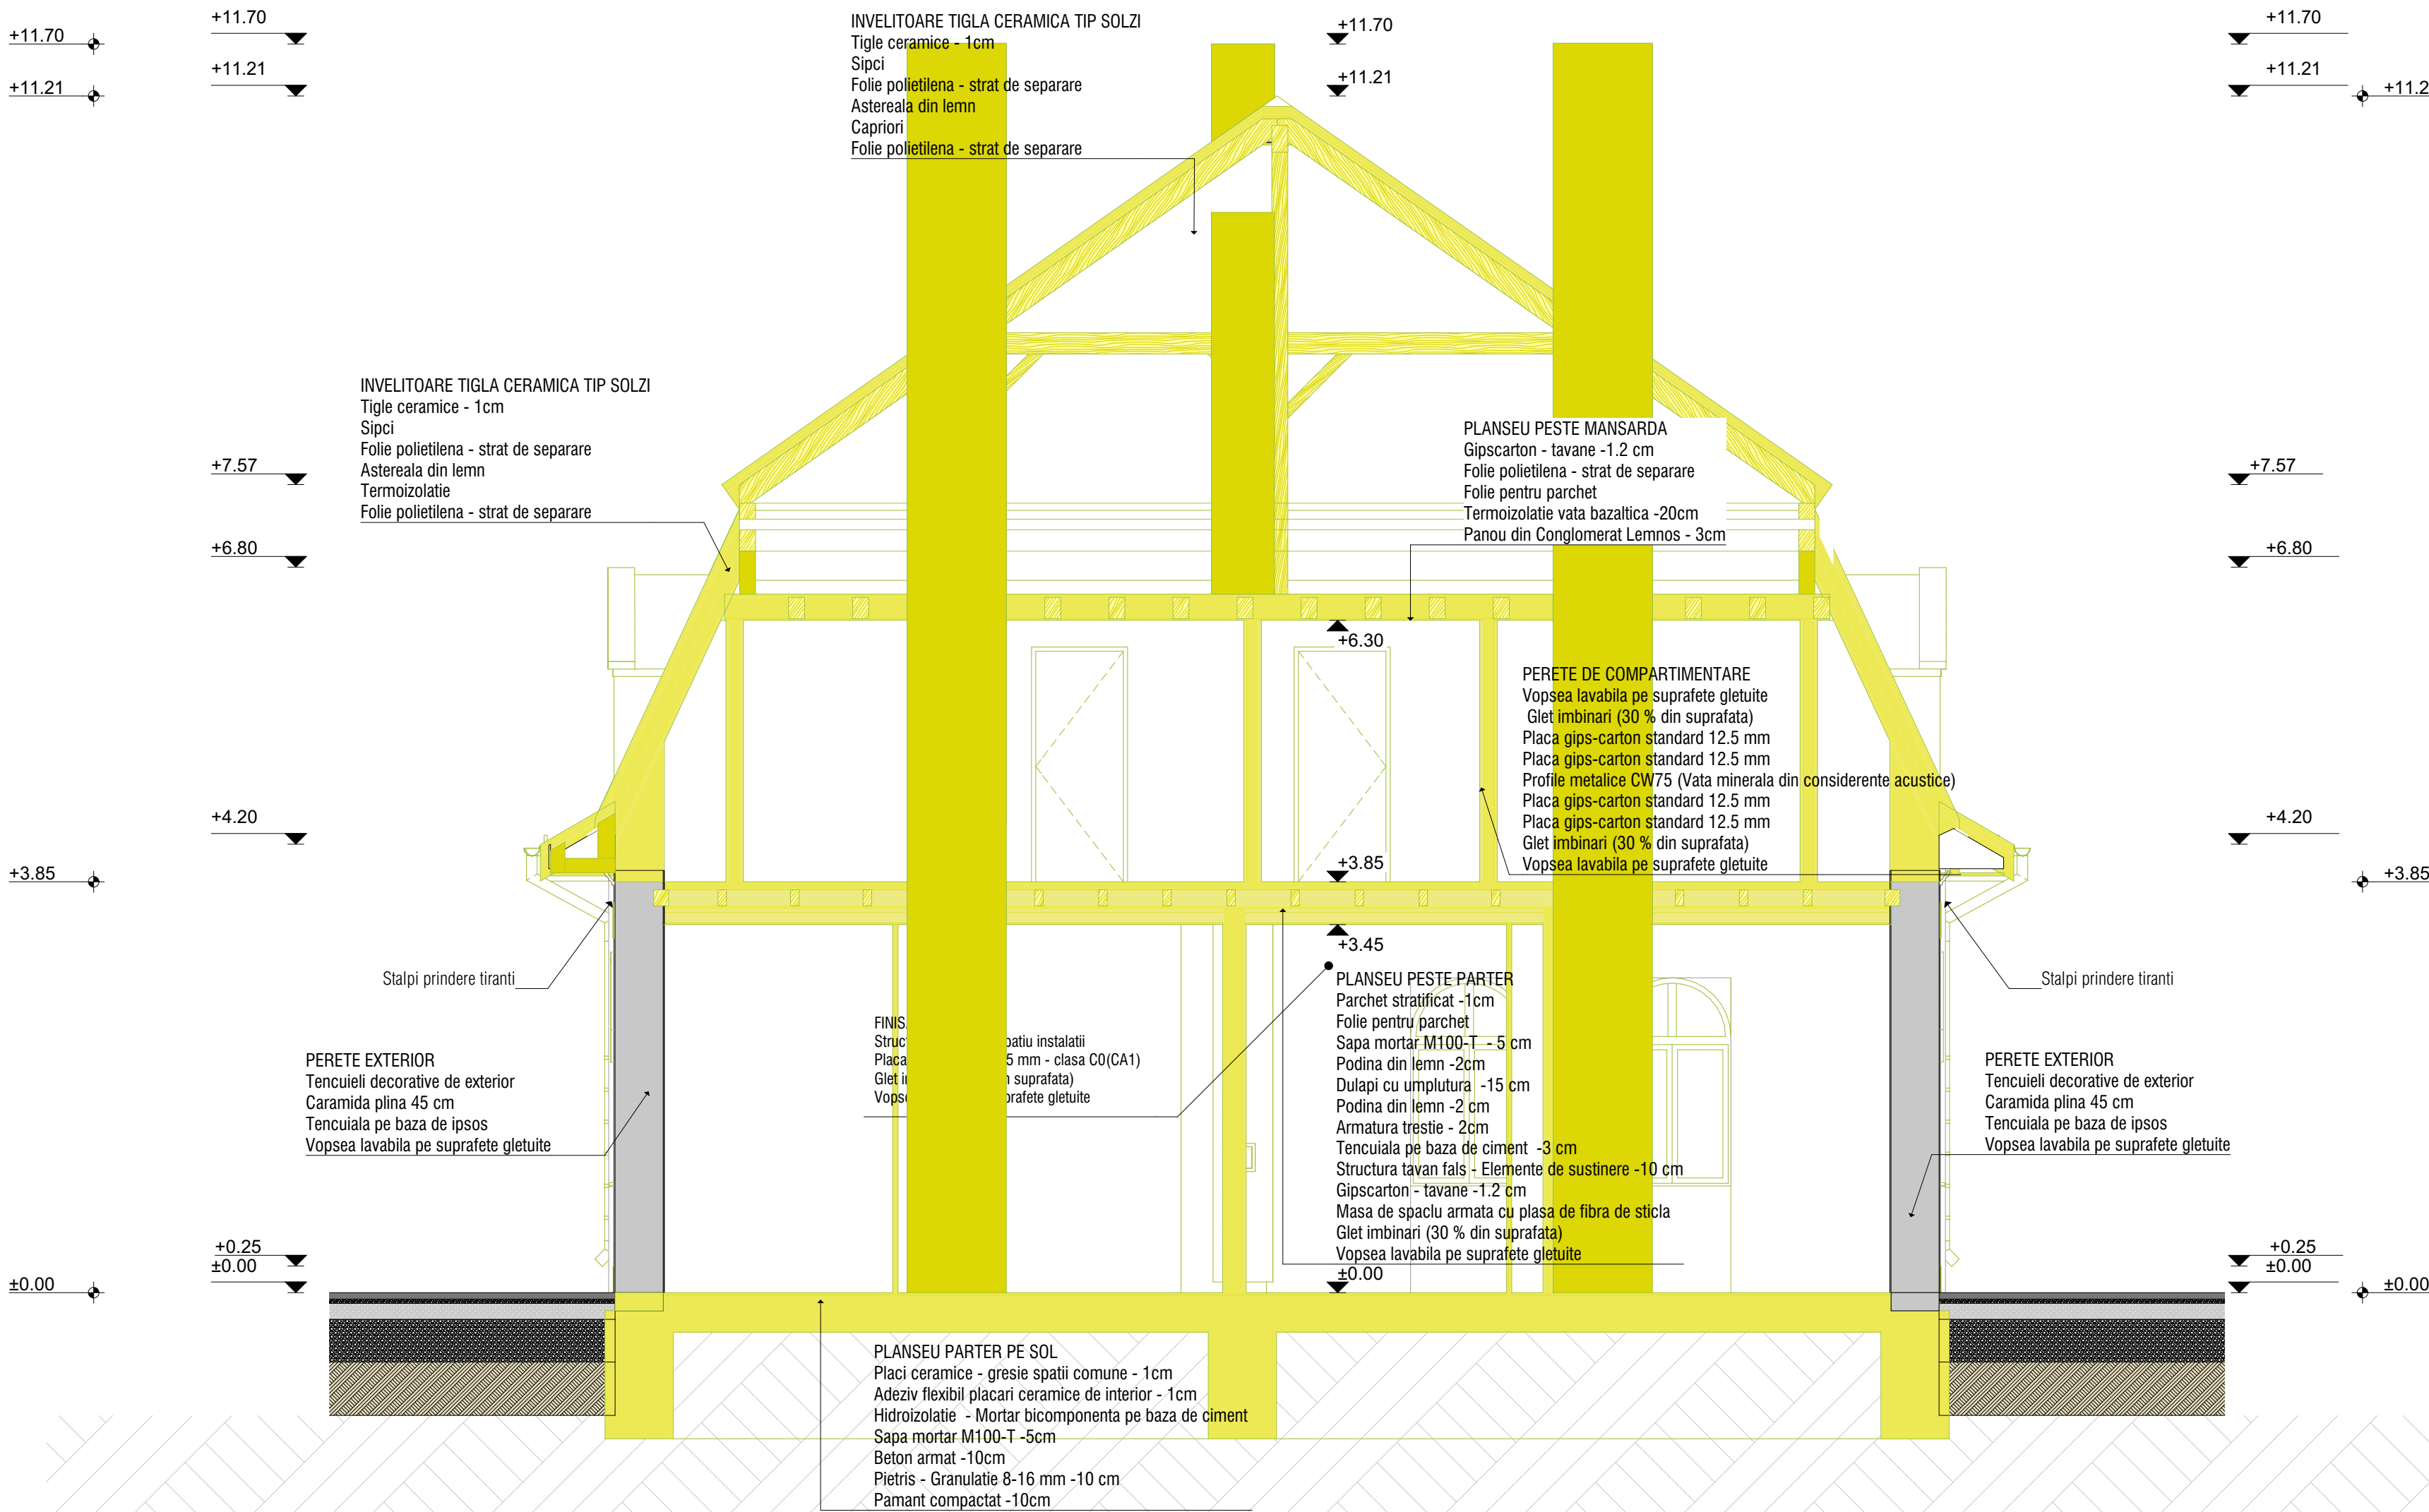 +11.70
+11.70
+11.21
+11.21
INVELITOARE TIGLA CERAMICA TIP SOLZI
Tigle ceramice - 1cm
Sipci
Folie polietilena - strat de separare
Astereala din lemn
Capriori
Folie polietilena - strat de separare
+11.70
+11.21
+11.70
+11.21
+11.2
INVELITOARE TIGLA CERAMICA TIP SOLZI
Tigle ceramice - 1cm
Sipci
Folie polietilena - strat de separare
Astereala din lemn
Termoizolatie
Folie polietilena - strat de separare
+7.57
+6.80
PLANSEU PESTE MANSARDA
Gipscarton - tavane -1.2 cm
Folie polietilena - strat de separare
Folie pentru parchet
Termoizolatie vata bazaltica -20cm
Panou din Conglomerat Lemnos - 3cm
+7.57
+6.80
+6.30
PERETE DE COMPARTIMENTARE
Vopsea lavabila pe suprafete gletuite
Glet imbinari (30 % din suprafata)
Placa gips-carton standard 12.5 mm
Placa gips-carton standard 12.5 mm
Profile metalice CW75 (Vata minerala din considerente acustice)
Placa gips-carton standard 12.5 mm
Placa gips-carton standard 12.5 mm
Glet imbinari (30 % din suprafata)
Vopsea lavabila pe suprafete gletuite
+4.20
+3.85
+3.85
+4.20
+3.85
+3.45
Stalpi prindere tiranti
Stalpi prindere tiranti
PERETE EXTERIOR
Tencuieli decorative de exterior
Caramida plina 45 cm
Tencuiala pe baza de ipsos
Vopsea lavabila pe suprafete gletuite
FINIS
Struc batiu instalatii
Placa 5 mm - clasa C0(CA1)
Glet suprafata)
Vops prafete gletuite
PLANSEU PESTE PARTER
Parchet stratificat -1cm
Folie pentru parchet
Sapa mortar M100-T - 5 cm
Podina din lemn -2cm
Dulapi cu umplutura -15 cm
Podina din lemn -2 cm
Armatura trestie - 2cm
Tencuiala pe baza de ciment -3 cm
Structura tavan fals - Elemente de sustinere -10 cm
Gipscarton - tavane -1.2 cm
Masa de spaclu armata cu plasa de fibra de sticla
Glet imbinari (30 % din suprafata)
Vopsea lavabila pe suprafete gletuite
PERETE EXTERIOR
Tencuieli decorative de exterior
Caramida plina 45 cm
Tencuiala pe baza de ipsos
Vopsea lavabila pe suprafete gletuite
+0.25
±0.00
±0.00
±0.00
+0.25
±0.00
±0.00
PLANSEU PARTER PE SOL
Placi ceramice - gresie spatii comune - 1cm
Adeziv flexibil placari ceramice de interior - 1cm
Hidroizolatie - Mortar bicomponenta pe baza de ciment
Sapa mortar M100-T -5cm
Beton armat -10cm
Pietris - Granulatie 8-16 mm -10 cm
Pamant compactat -10cm